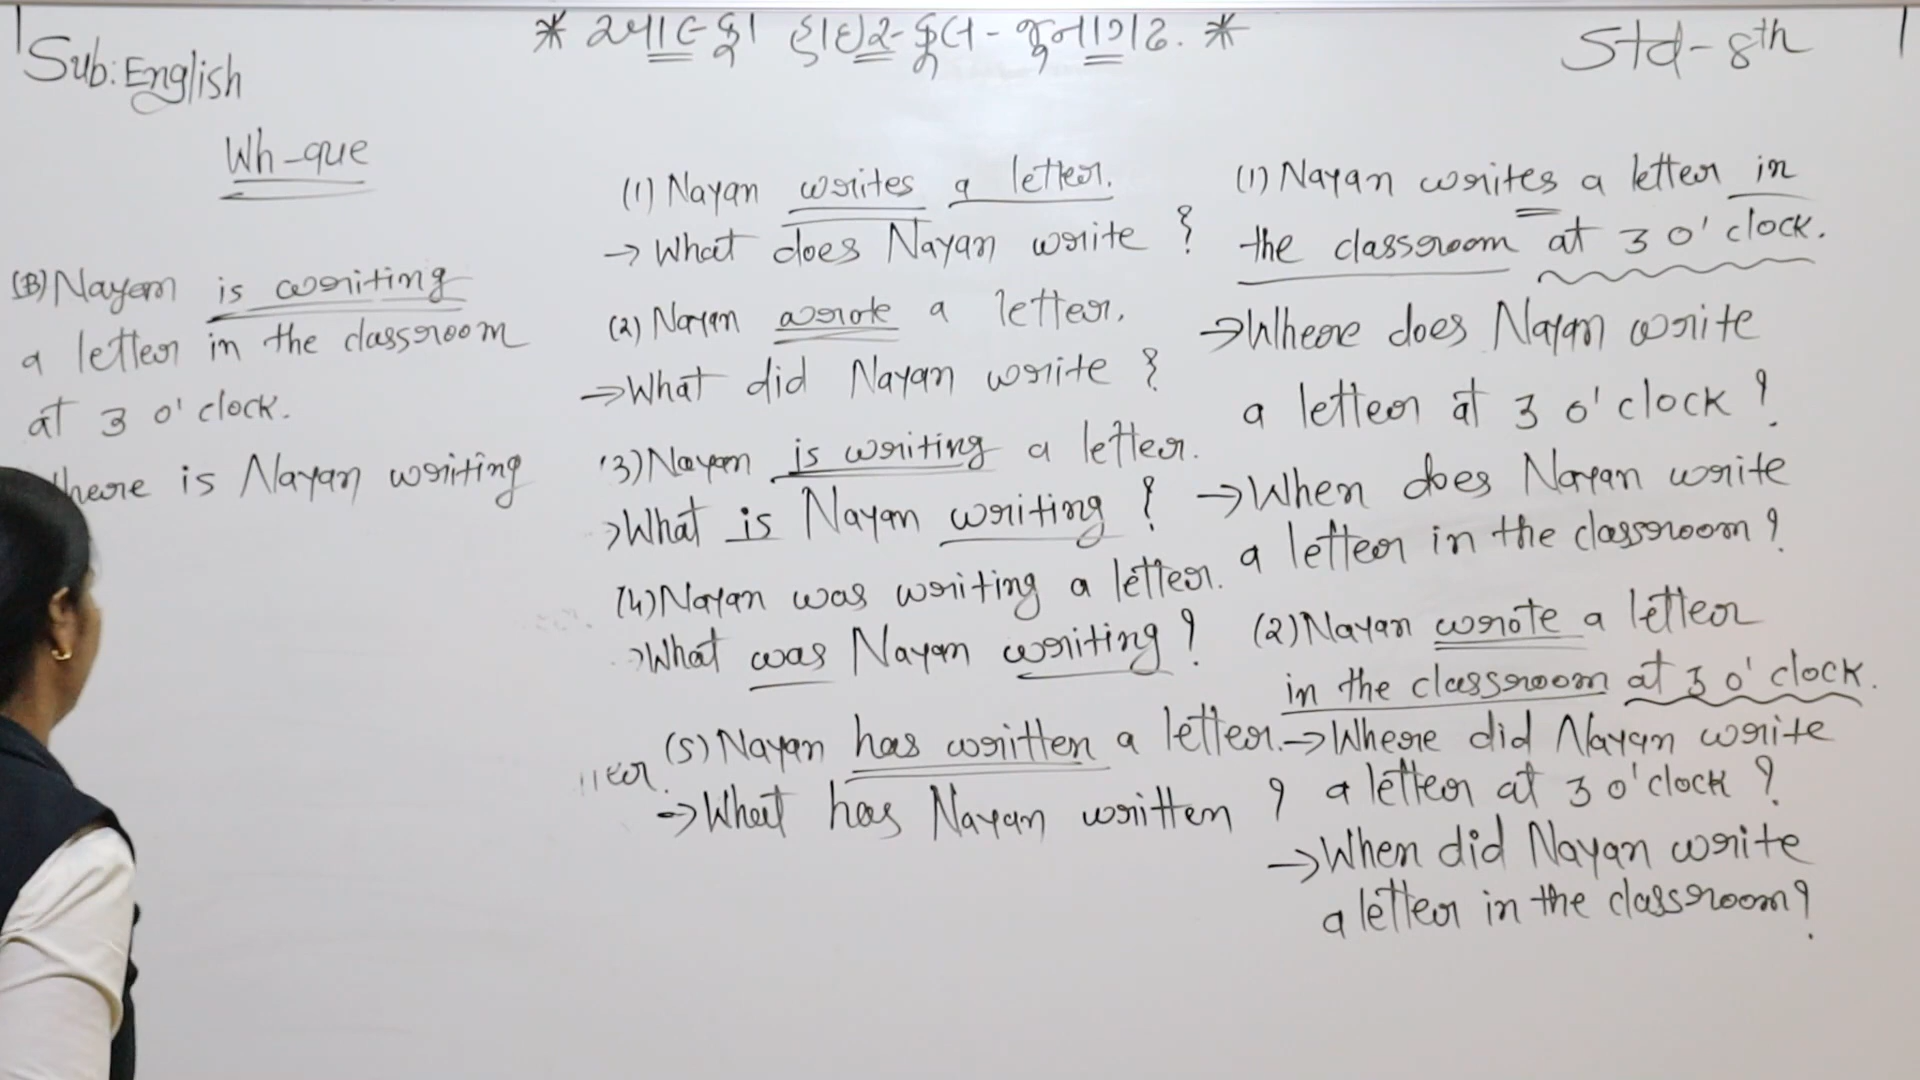 * આલ્ફા હાઇસ્કૂલ - જૂનાગઢ. *
Sub: English
Std - 8th
Wh-que
(3) Nayan is writing
a letter in the classroom
at 3 o' clock.
here is Nayan writing
(1) Nayan writes a letter.
→ What does Nayan write ?
(2) Nayan wrote a letter.
→ What did Nayan write ?
(3) Nayan is writing a letter.
→ What is Nayan writing ?
(4) Nayan was writing a letter.
→ What was Nayan writing ?
(5) Nayan has written a letter.
→ What has Nayan written ?
(1) Nayan writes a letter in
the classroom at 3 o' clock.
→ Where does Nayan write
a letter at 3 o' clock ?
→ When does Nayan write
a letter in the classroom ?
(2) Nayan wrote a letter
in the classroom at 3 o' clock.
→ Where did Nayan write
a letter at 3 o' clock ?
→ When did Nayan write
a letter in the classroom ?